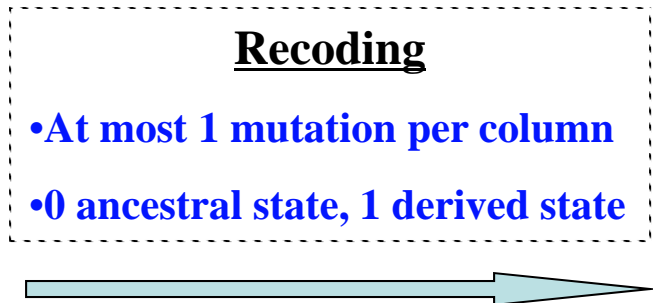 Recoding
•At most 1 mutation per column
•0 ancestral state, 1 derived state